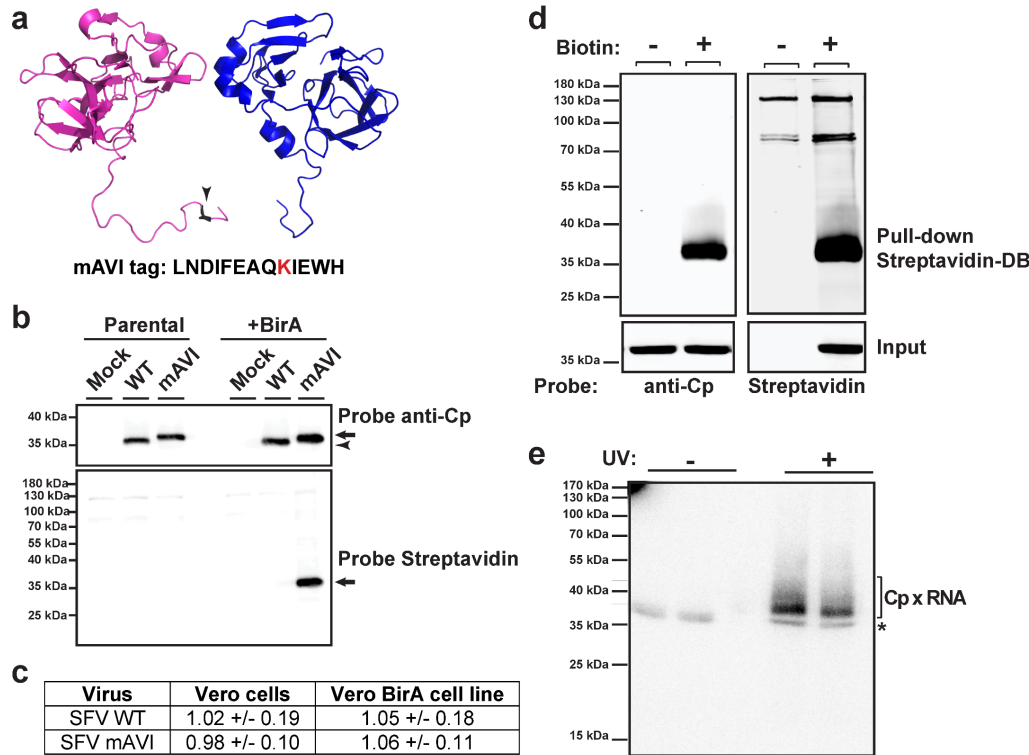 a
mAVI tag: LNDIFEAQKIEWH
b
Parental
+BirA
Mock
WT
mAVI
Mock
WT
mAVI
40 kDa
35 kDa
Probe anti-Cp
180 kDa
130 kDa
100 kDa
70 kDa
55 kDa
40 kDa
35 kDa
25 kDa
Probe Streptavidin
c
Virus Vero cells Vero BirA cell line
SFV WT 1.02 +/- 0.19 1.05 +/- 0.18
SFV mAVI 0.98 +/- 0.10 1.06 +/- 0.11
d
Biotin: - + - +
180 kDa
130 kDa
100 kDa
70 kDa
55 kDa
40 kDa
35 kDa
25 kDa
Pull-down
Streptavidin-DB
35 kDa
Input
Probe: anti-Cp Streptavidin
e
UV: - +
170 kDa
130 kDa
100 kDa
70 kDa
55 kDa
40 kDa
35 kDa
25 kDa
15 kDa
Cp x RNA
*